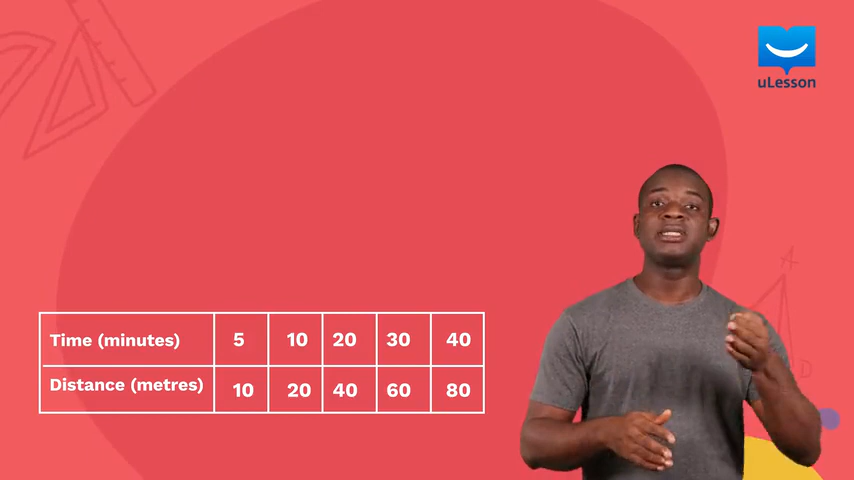 uLesson
Time (minutes) 5 10 20 30 40
Distance (metres) 10 20 40 60 80
A
D